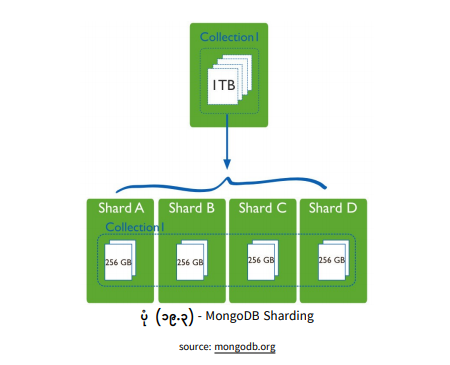 Collection1
1TB
Shard A Shard B Shard C Shard D
Collection1
256 GB 256 GB 256 GB 256 GB
ပုံ (၁၉.၃) - MongoDB Sharding
source: mongodb.org